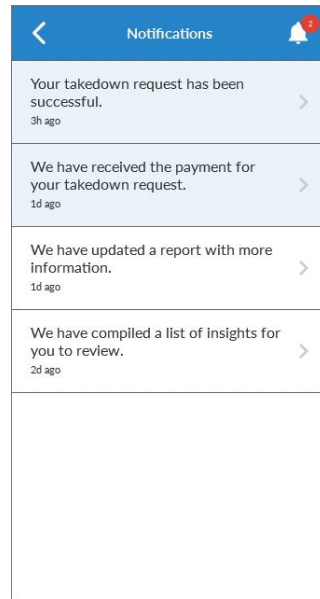 Notifications
2
Your takedown request has been
successful.
3h ago
We have received the payment for
your takedown request.
1d ago
We have updated a report with more
information.
1d ago
We have compiled a list of insights for
you to review.
2d ago